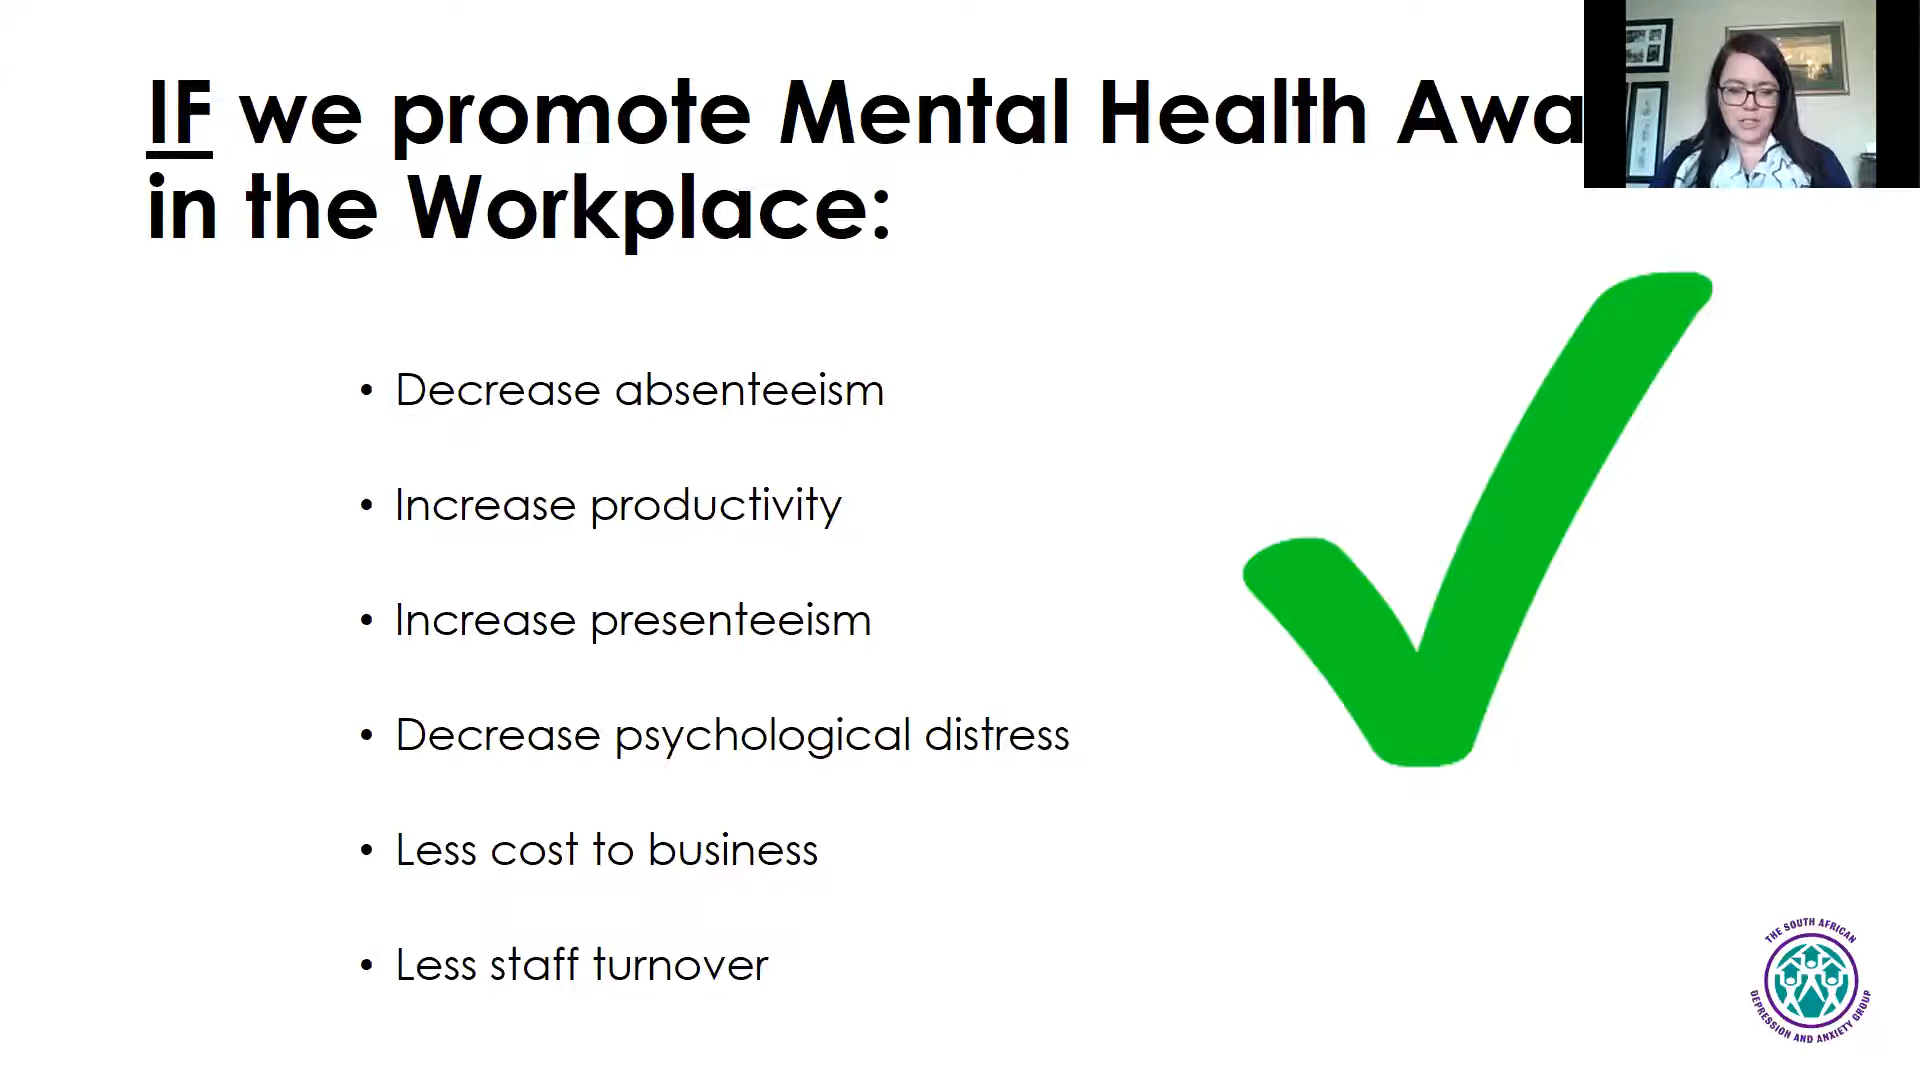 IF we promote Mental Health Awa
in the Workplace:
• Decrease absenteeism
• Increase productivity
• Increase presenteeism
• Decrease psychological distress
• Less cost to business
• Less staff turnover
THE SOUTH AFRICAN
DEPRESSION AND ANXIETY GROUP